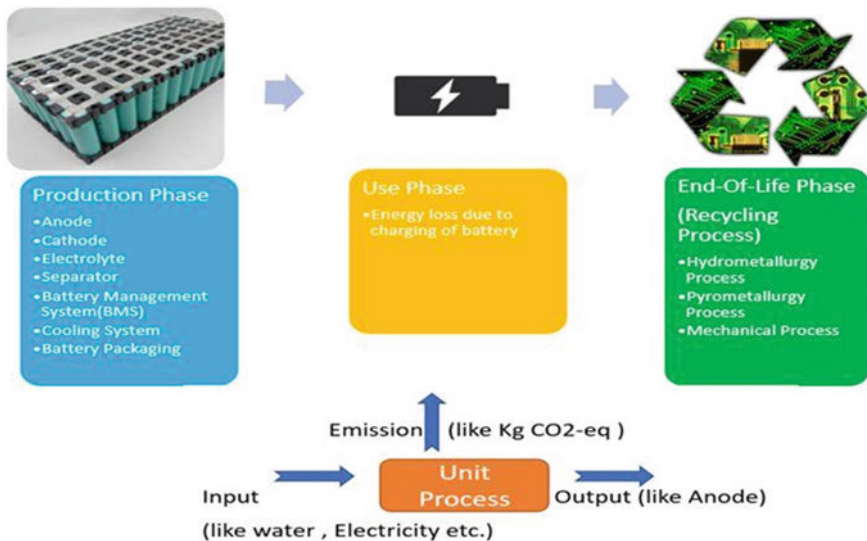 Production Phase
•Anode
•Cathode
•Electrolyte
•Separator
•Battery Management
System(BMS)
•Cooling System
•Battery Packaging
Use Phase
•Energy loss due to
charging of battery
End-Of-Life Phase
(Recycling
Process)
•Hydrometallurgy
Process
•Pyrometallurgy
Process
•Mechanical Process
Emission (like Kg CO2-eq )
Unit
Process
Input
(like water , Electricity etc.)
Output (like Anode)